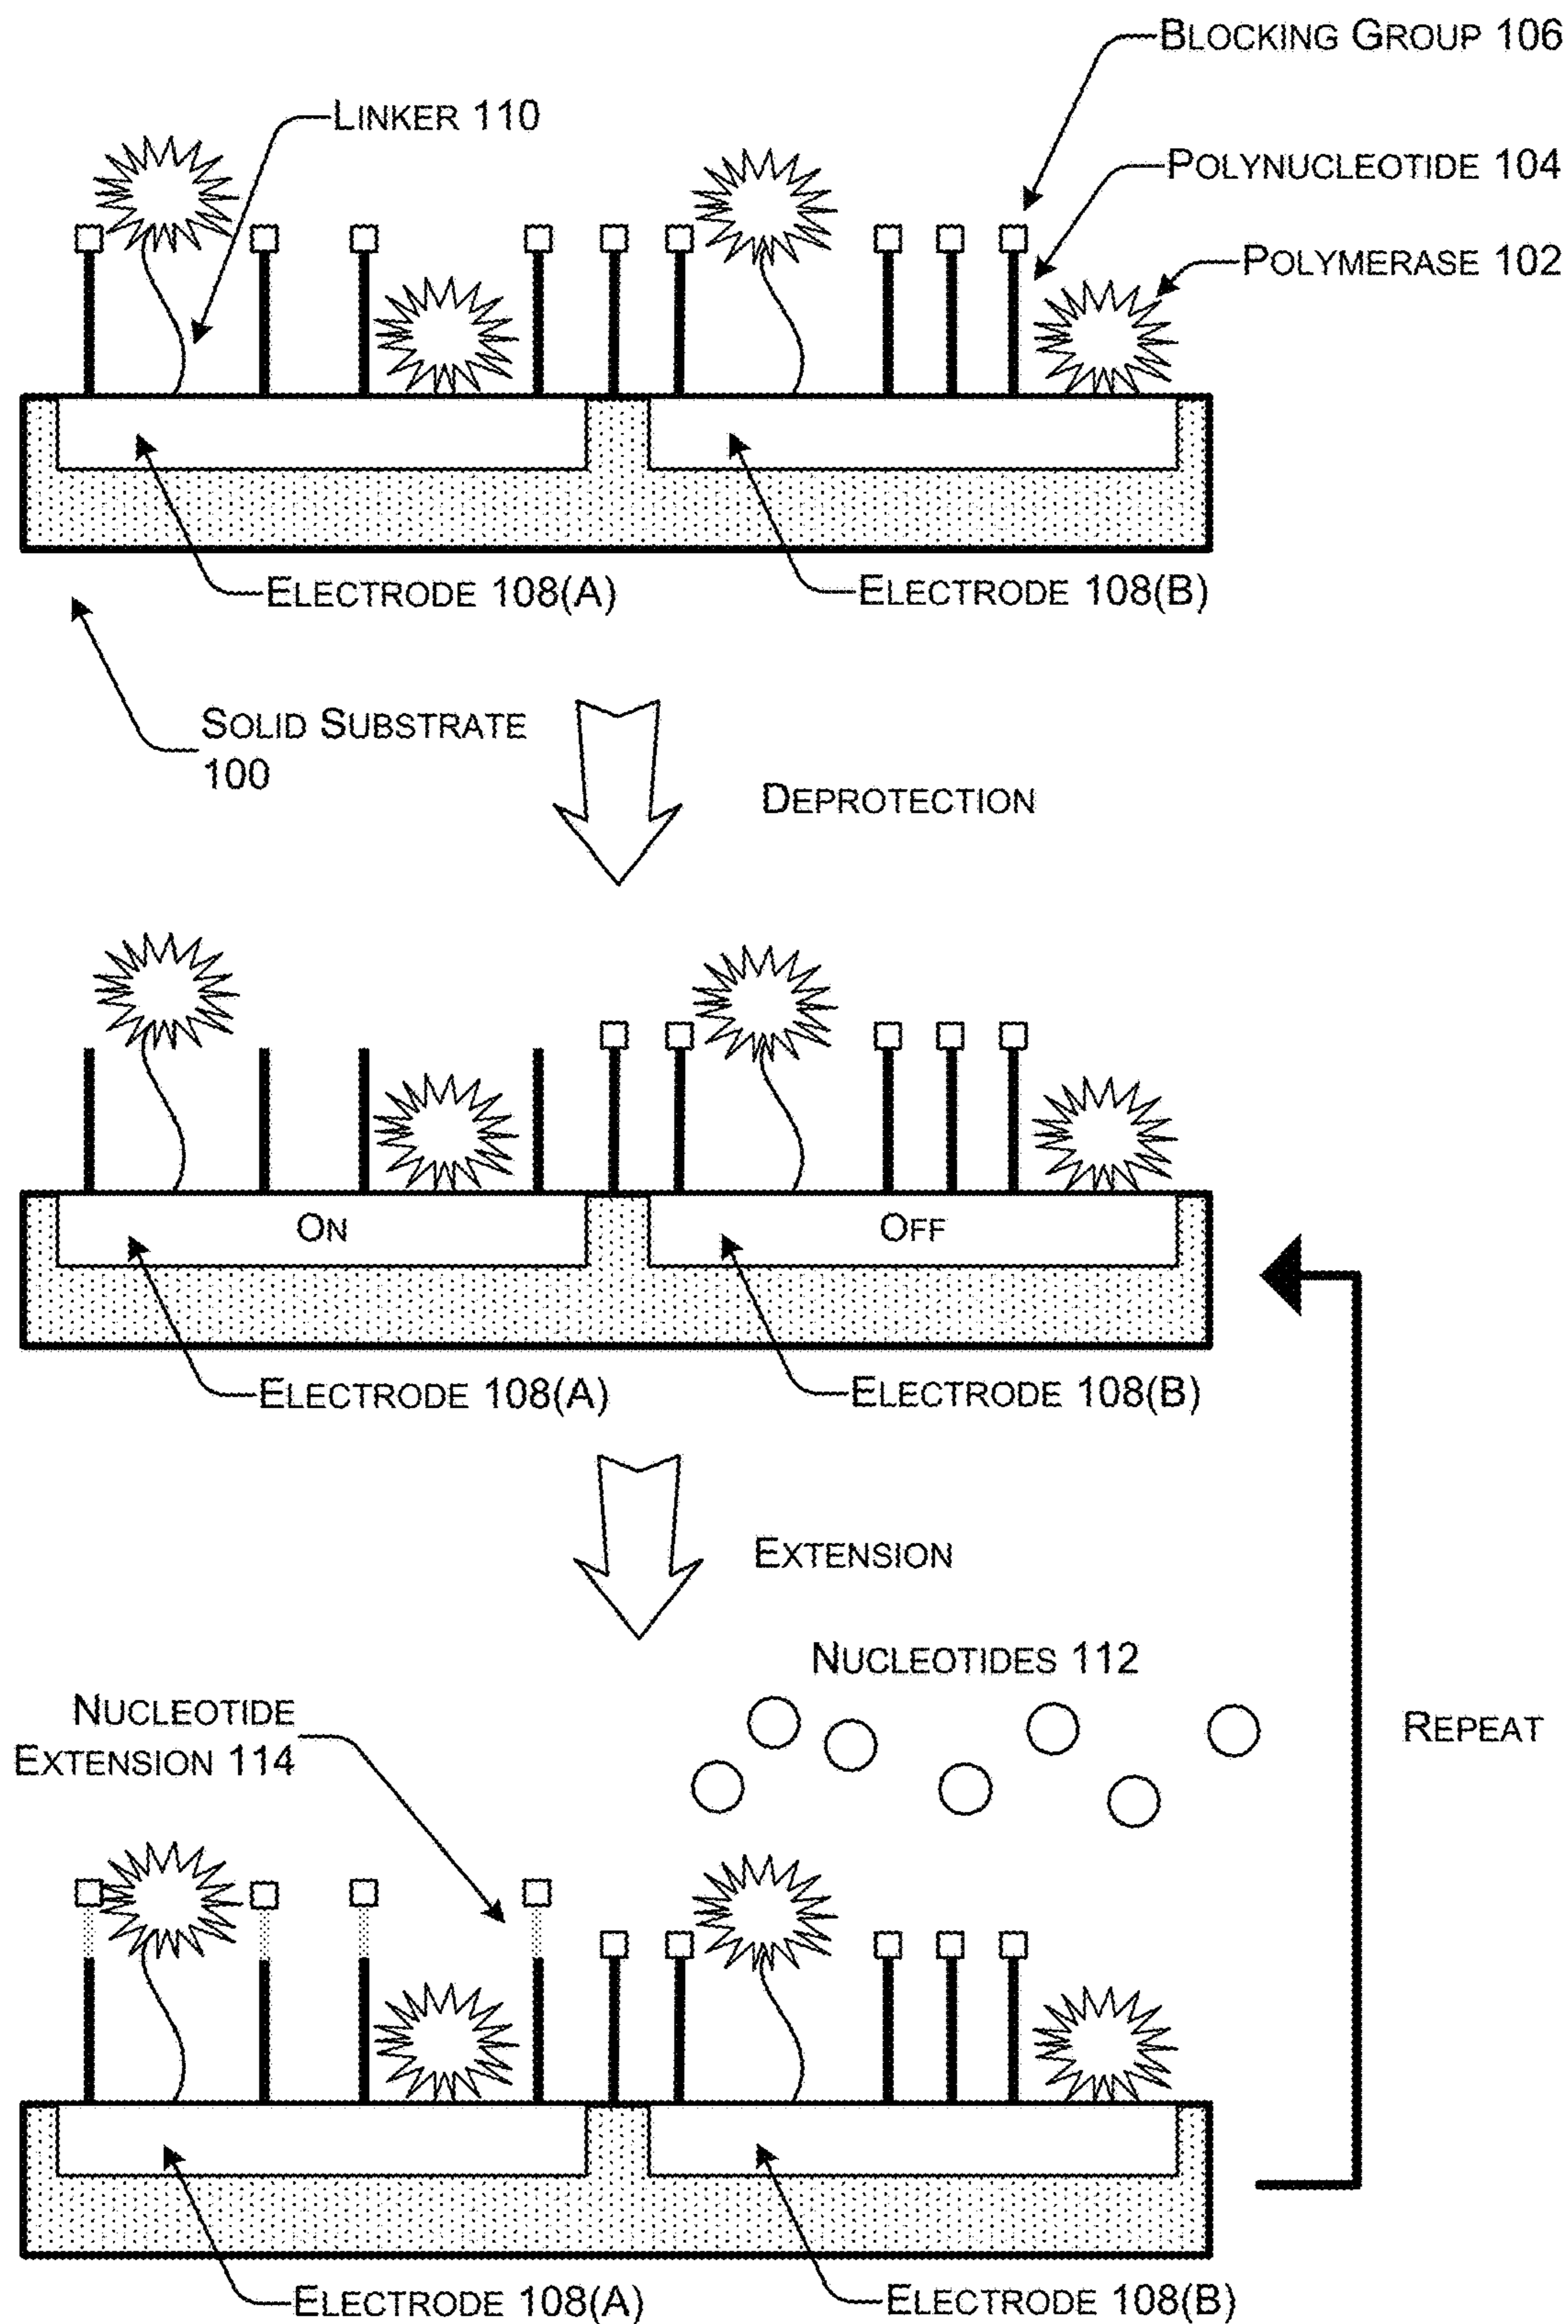 BLOCKING GROUP 106
LINKER 110
POLYNUCLEOTIDE 104
POLYMERASE 102
ELECTRODE 108(A)
ELECTRODE 108(B)
SOLID SUBSTRATE
100
DEPROTECTION
ON
OFF
ELECTRODE 108(A)
ELECTRODE 108(B)
EXTENSION
NUCLEOTIDES 112
NUCLEOTIDE
EXTENSION 114
REPEAT
ELECTRODE 108(A)
ELECTRODE 108(B)